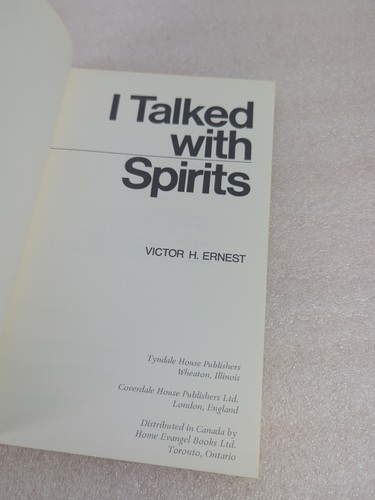 I Talked
with
Spirits
VICTOR H. ERNEST
Tyndale House Publishers
Wheaton, Illinois
Coverdale House Publishers Ltd.
London, England
Distributed in Canada by
Home Evangel Books Ltd.
Toronto, Ontario